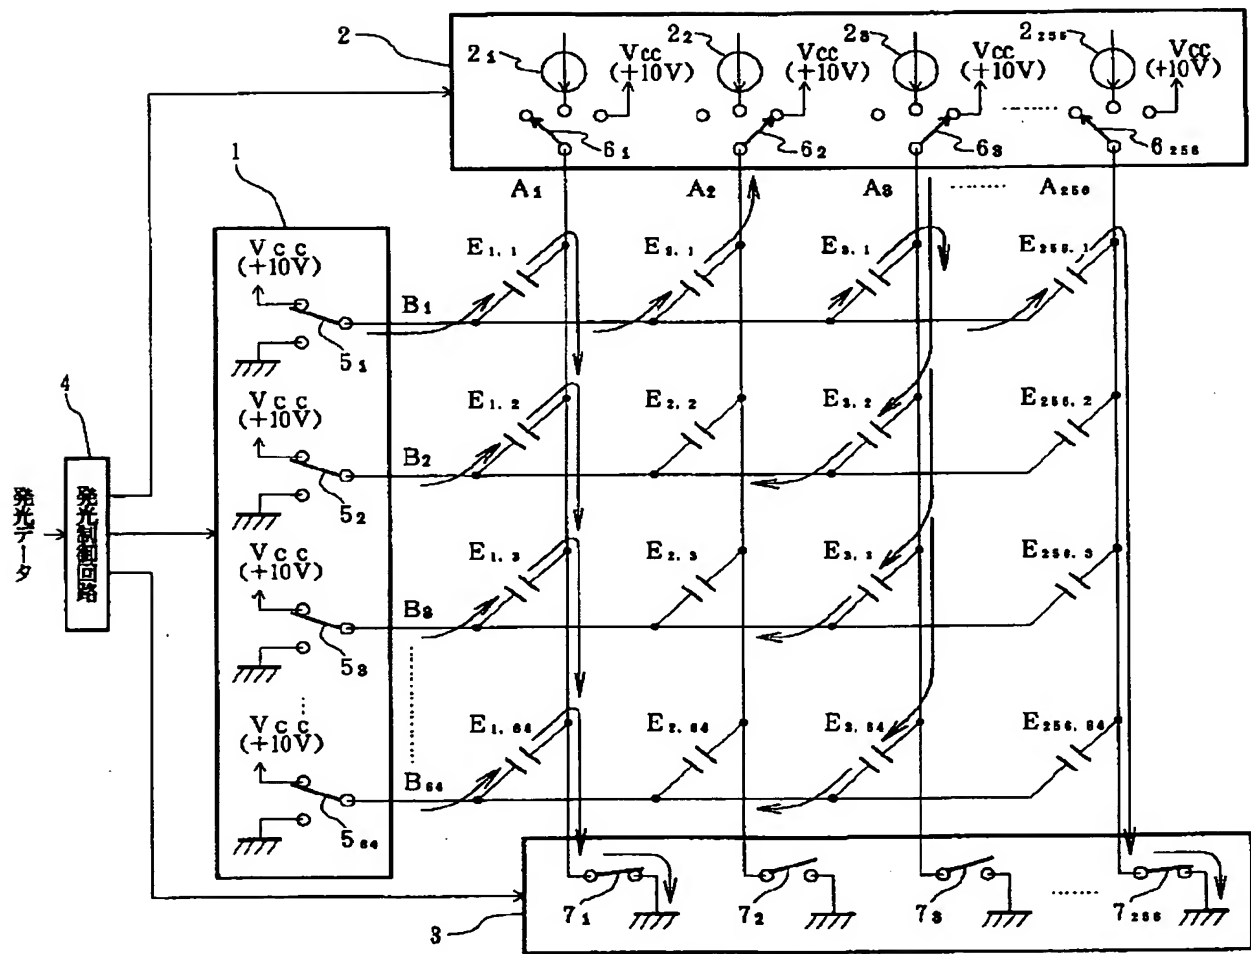 2
2₁
VCC
(+10V)
2₂
VCC
(+10V)
2₃
VCC
(+10V)
2₂₅₆
VCC
(+10V)
6₁
6₂
6₃
6₂₅₆
A₁
A₂
A₃
A₂₅₆
1
VCC
(+10V)
5₁
B₁
E₁,₁
E₂,₁
E₃,₁
E₂₅₆,₁
VCC
(+10V)
5₂
B₂
E₁,₂
E₂,₂
E₃,₂
E₂₅₆,₂
4
発光データ
発光制御回路
VCC
(+10V)
5₃
B₃
E₁,₃
E₂,₃
E₃,₃
E₂₅₆,₃
VCC
(+10V)
5₆₄
B₆₄
E₁,₆₄
E₂,₆₄
E₃,₆₄
E₂₅₆,₆₄
3
7₁
7₂
7₃
7₂₅₆